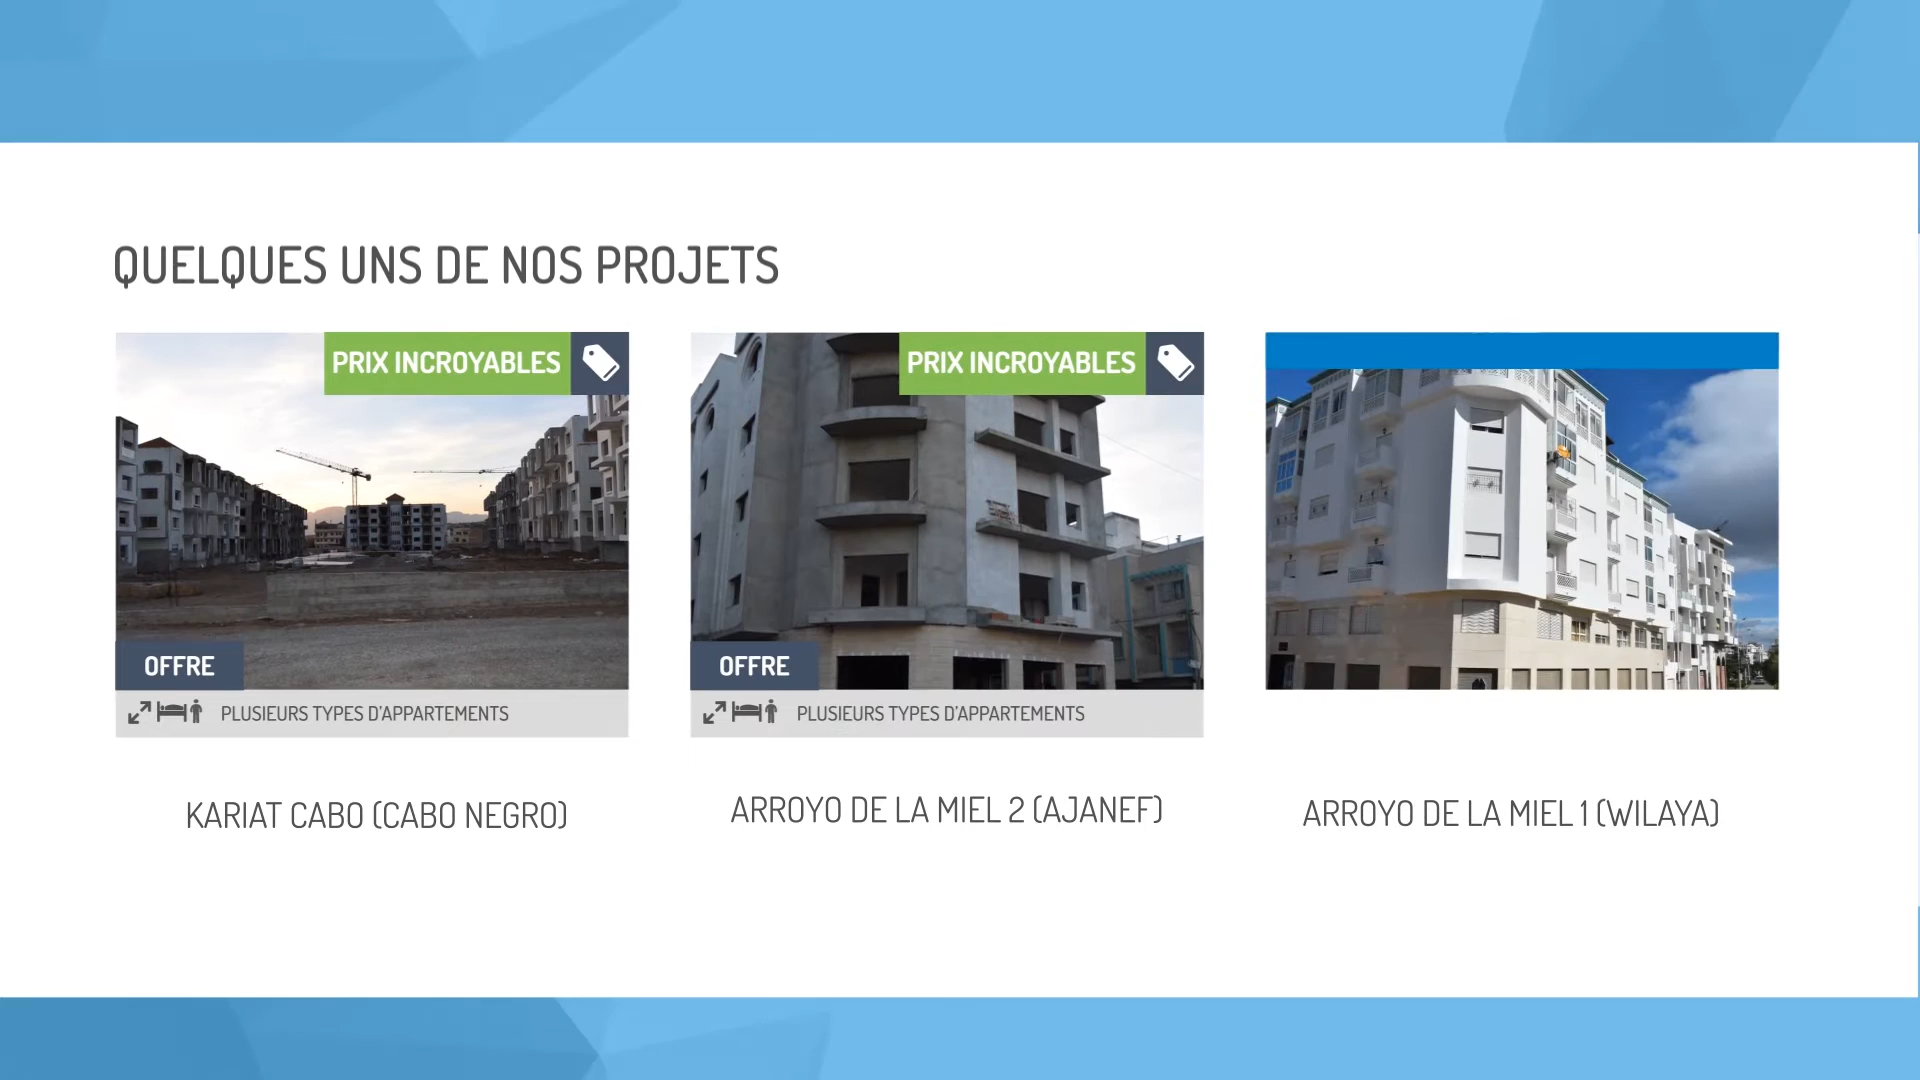 QUELQUES UNS DE NOS PROJETS
PRIX INCROYABLES
OFFRE
PLUSIEURS TYPES D'APPARTEMENTS
KARIAT CABO (CABO NEGRO)
PRIX INCROYABLES
OFFRE
PLUSIEURS TYPES D'APPARTEMENTS
ARROYO DE LA MIEL 2 (AJANEF)
ARROYO DE LA MIEL 1 (WILAYA)